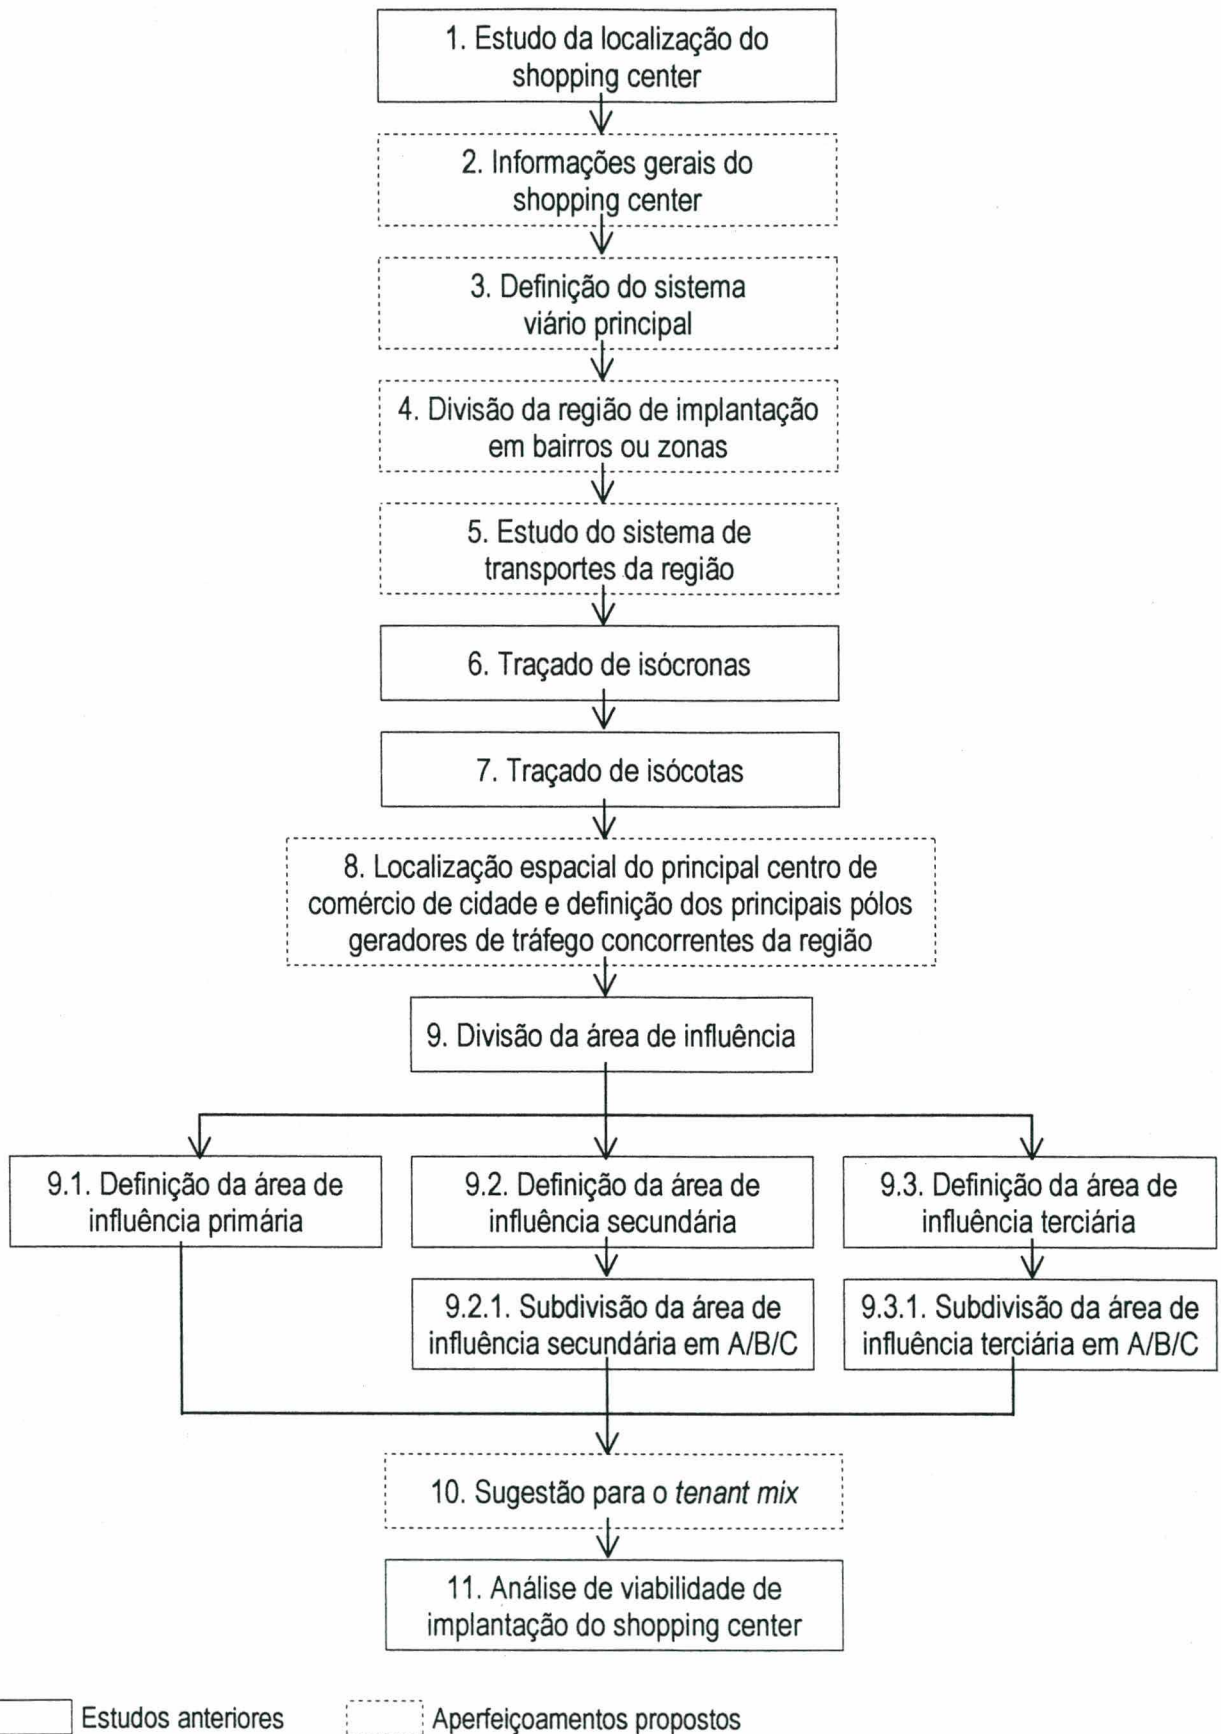 1. Estudo da localização do
shopping center
2. Informações gerais do
shopping center
3. Definição do sistema
viário principal
4. Divisão da região de implantação
em bairros ou zonas
5. Estudo do sistema de
transportes da região
6. Traçado de isócronas
7. Traçado de isócotas
8. Localização espacial do principal centro de
comércio de cidade e definição dos principais pólos
geradores de tráfego concorrentes da região
9. Divisão da área de influência
9.1. Definição da área de
influência primária
9.2. Definição da área de
influência secundária
9.3. Definição da área de
influência terciária
9.2.1. Subdivisão da área de
influência secundária em A/B/C
9.3.1. Subdivisão da área de
influência terciária em A/B/C
10. Sugestão para o tenant mix
11. Análise de viabilidade de
implantação do shopping center
Estudos anteriores
Aperfeiçoamentos propostos